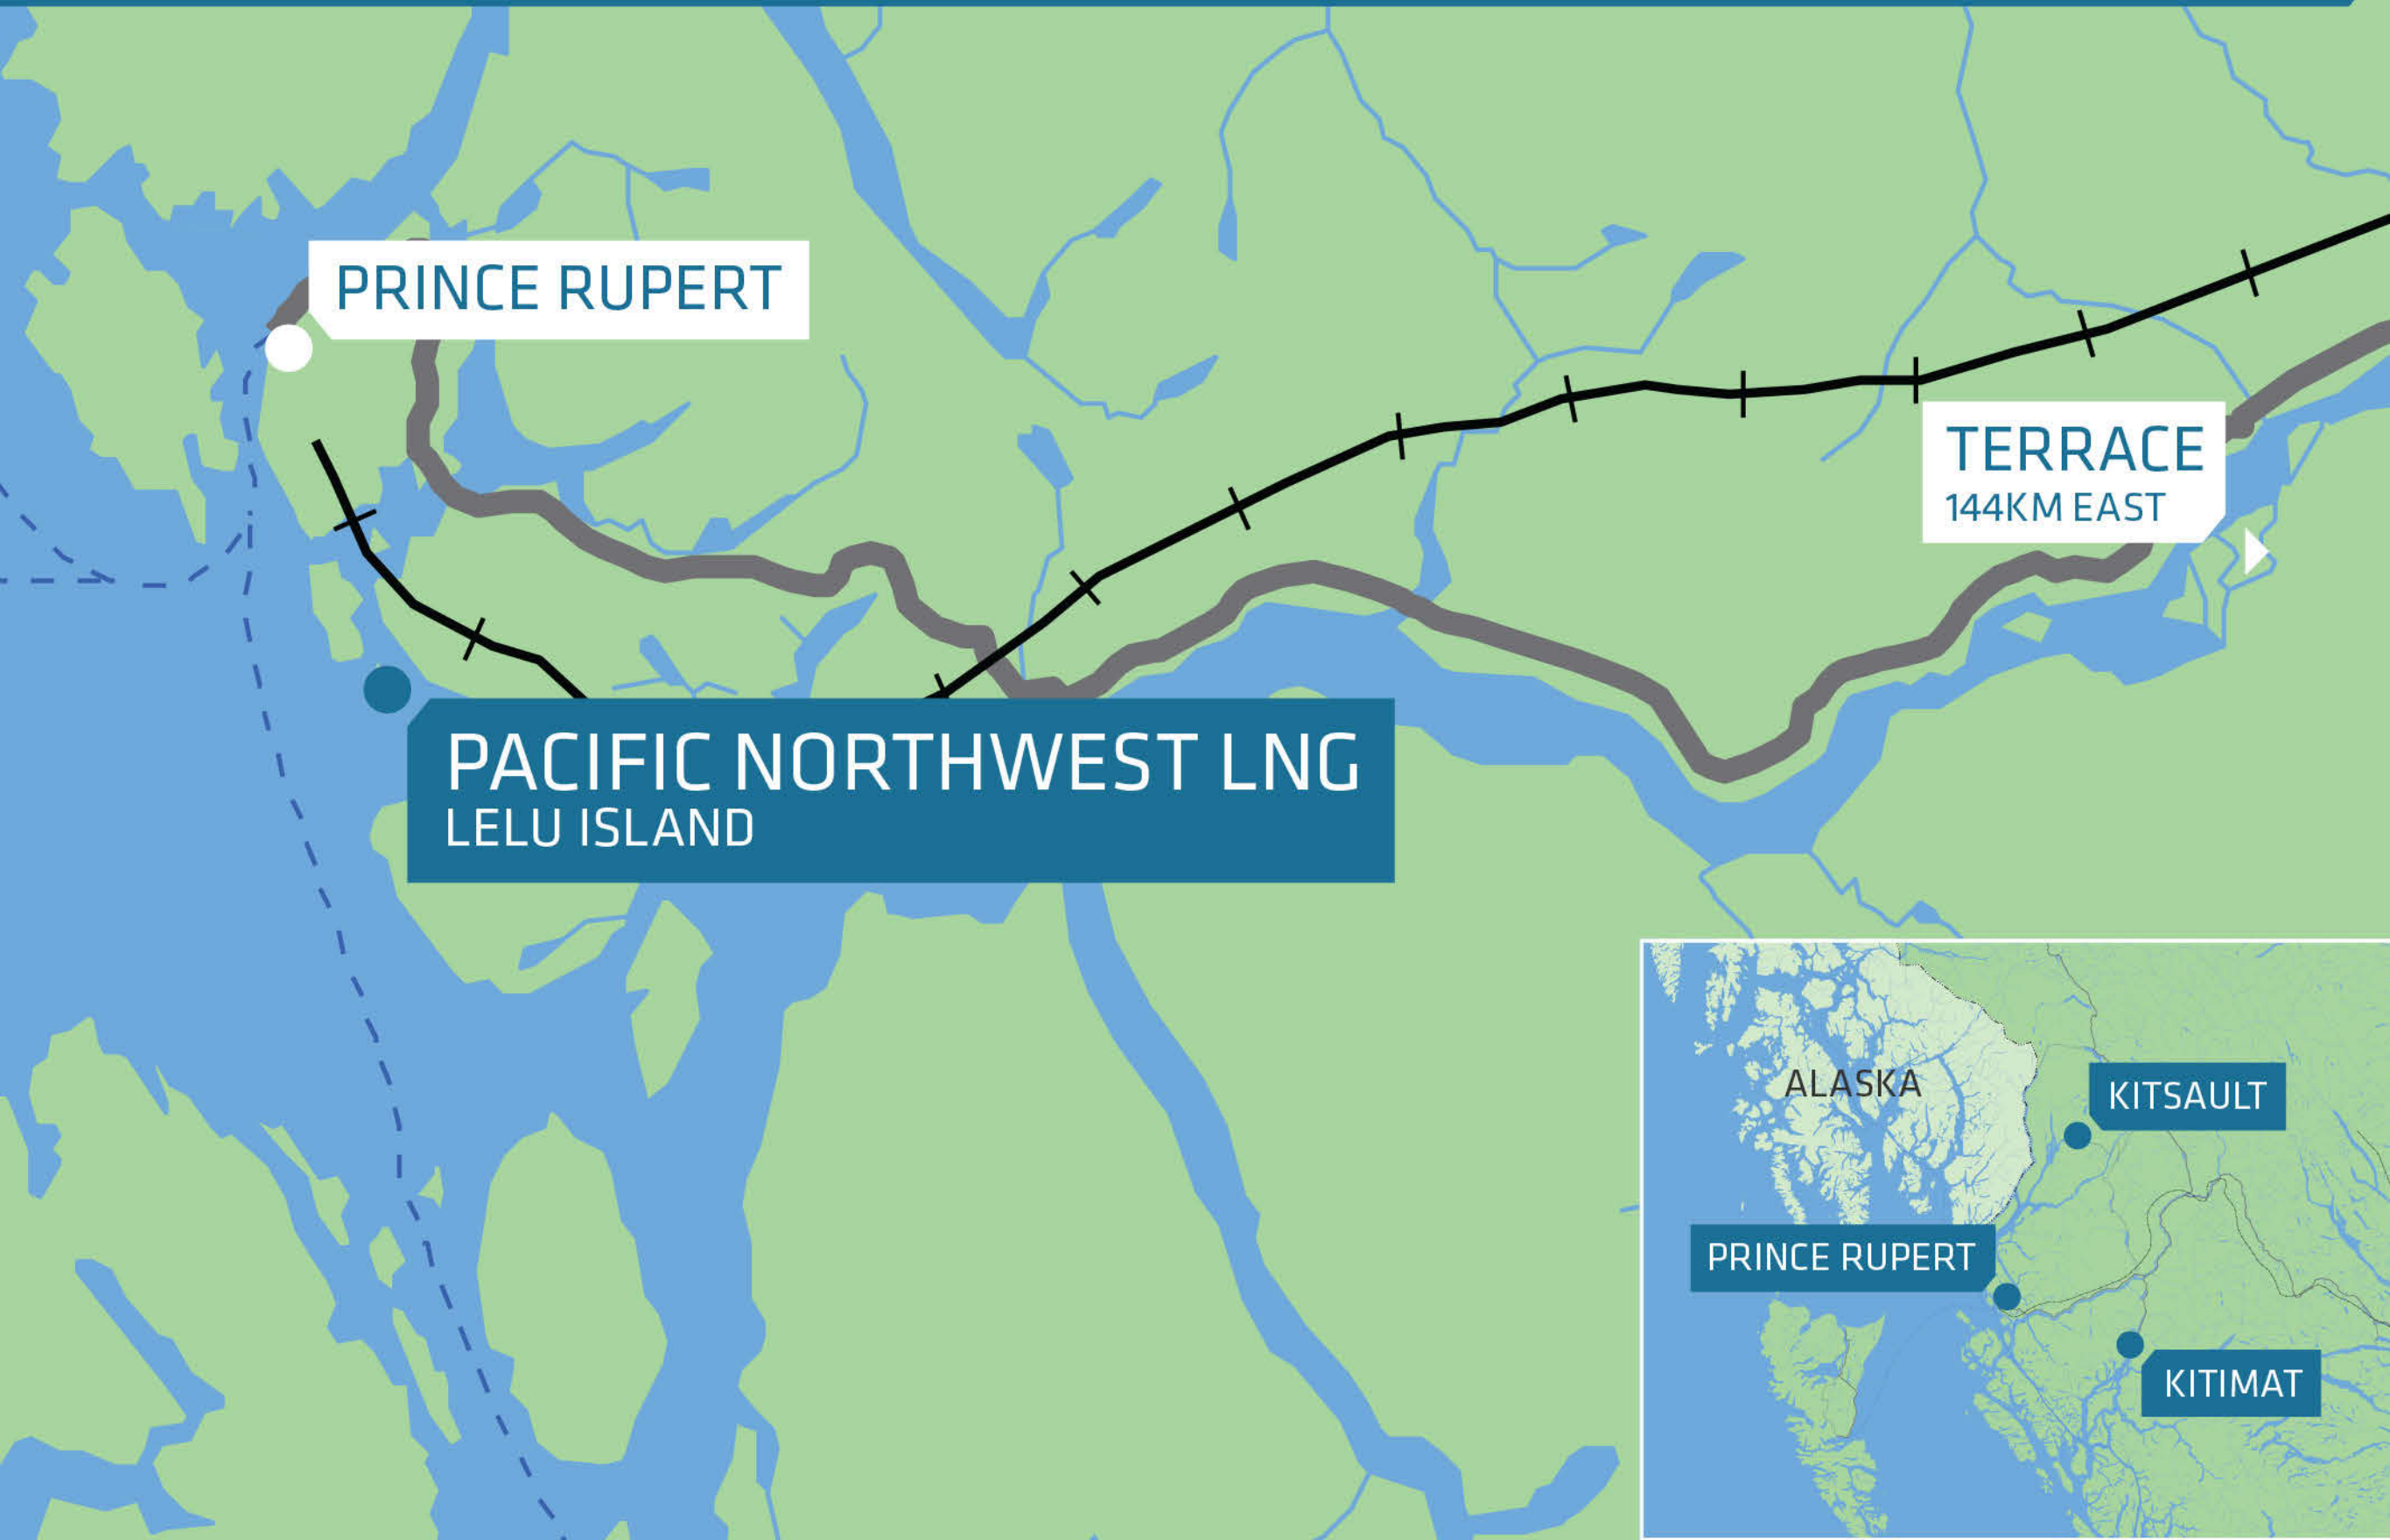 PRINCE RUPERT
TERRACE
144KM EAST
PACIFIC NORTHWEST LNG
LELU ISLAND
ALASKA
KITSAULT
PRINCE RUPERT
KITIMAT